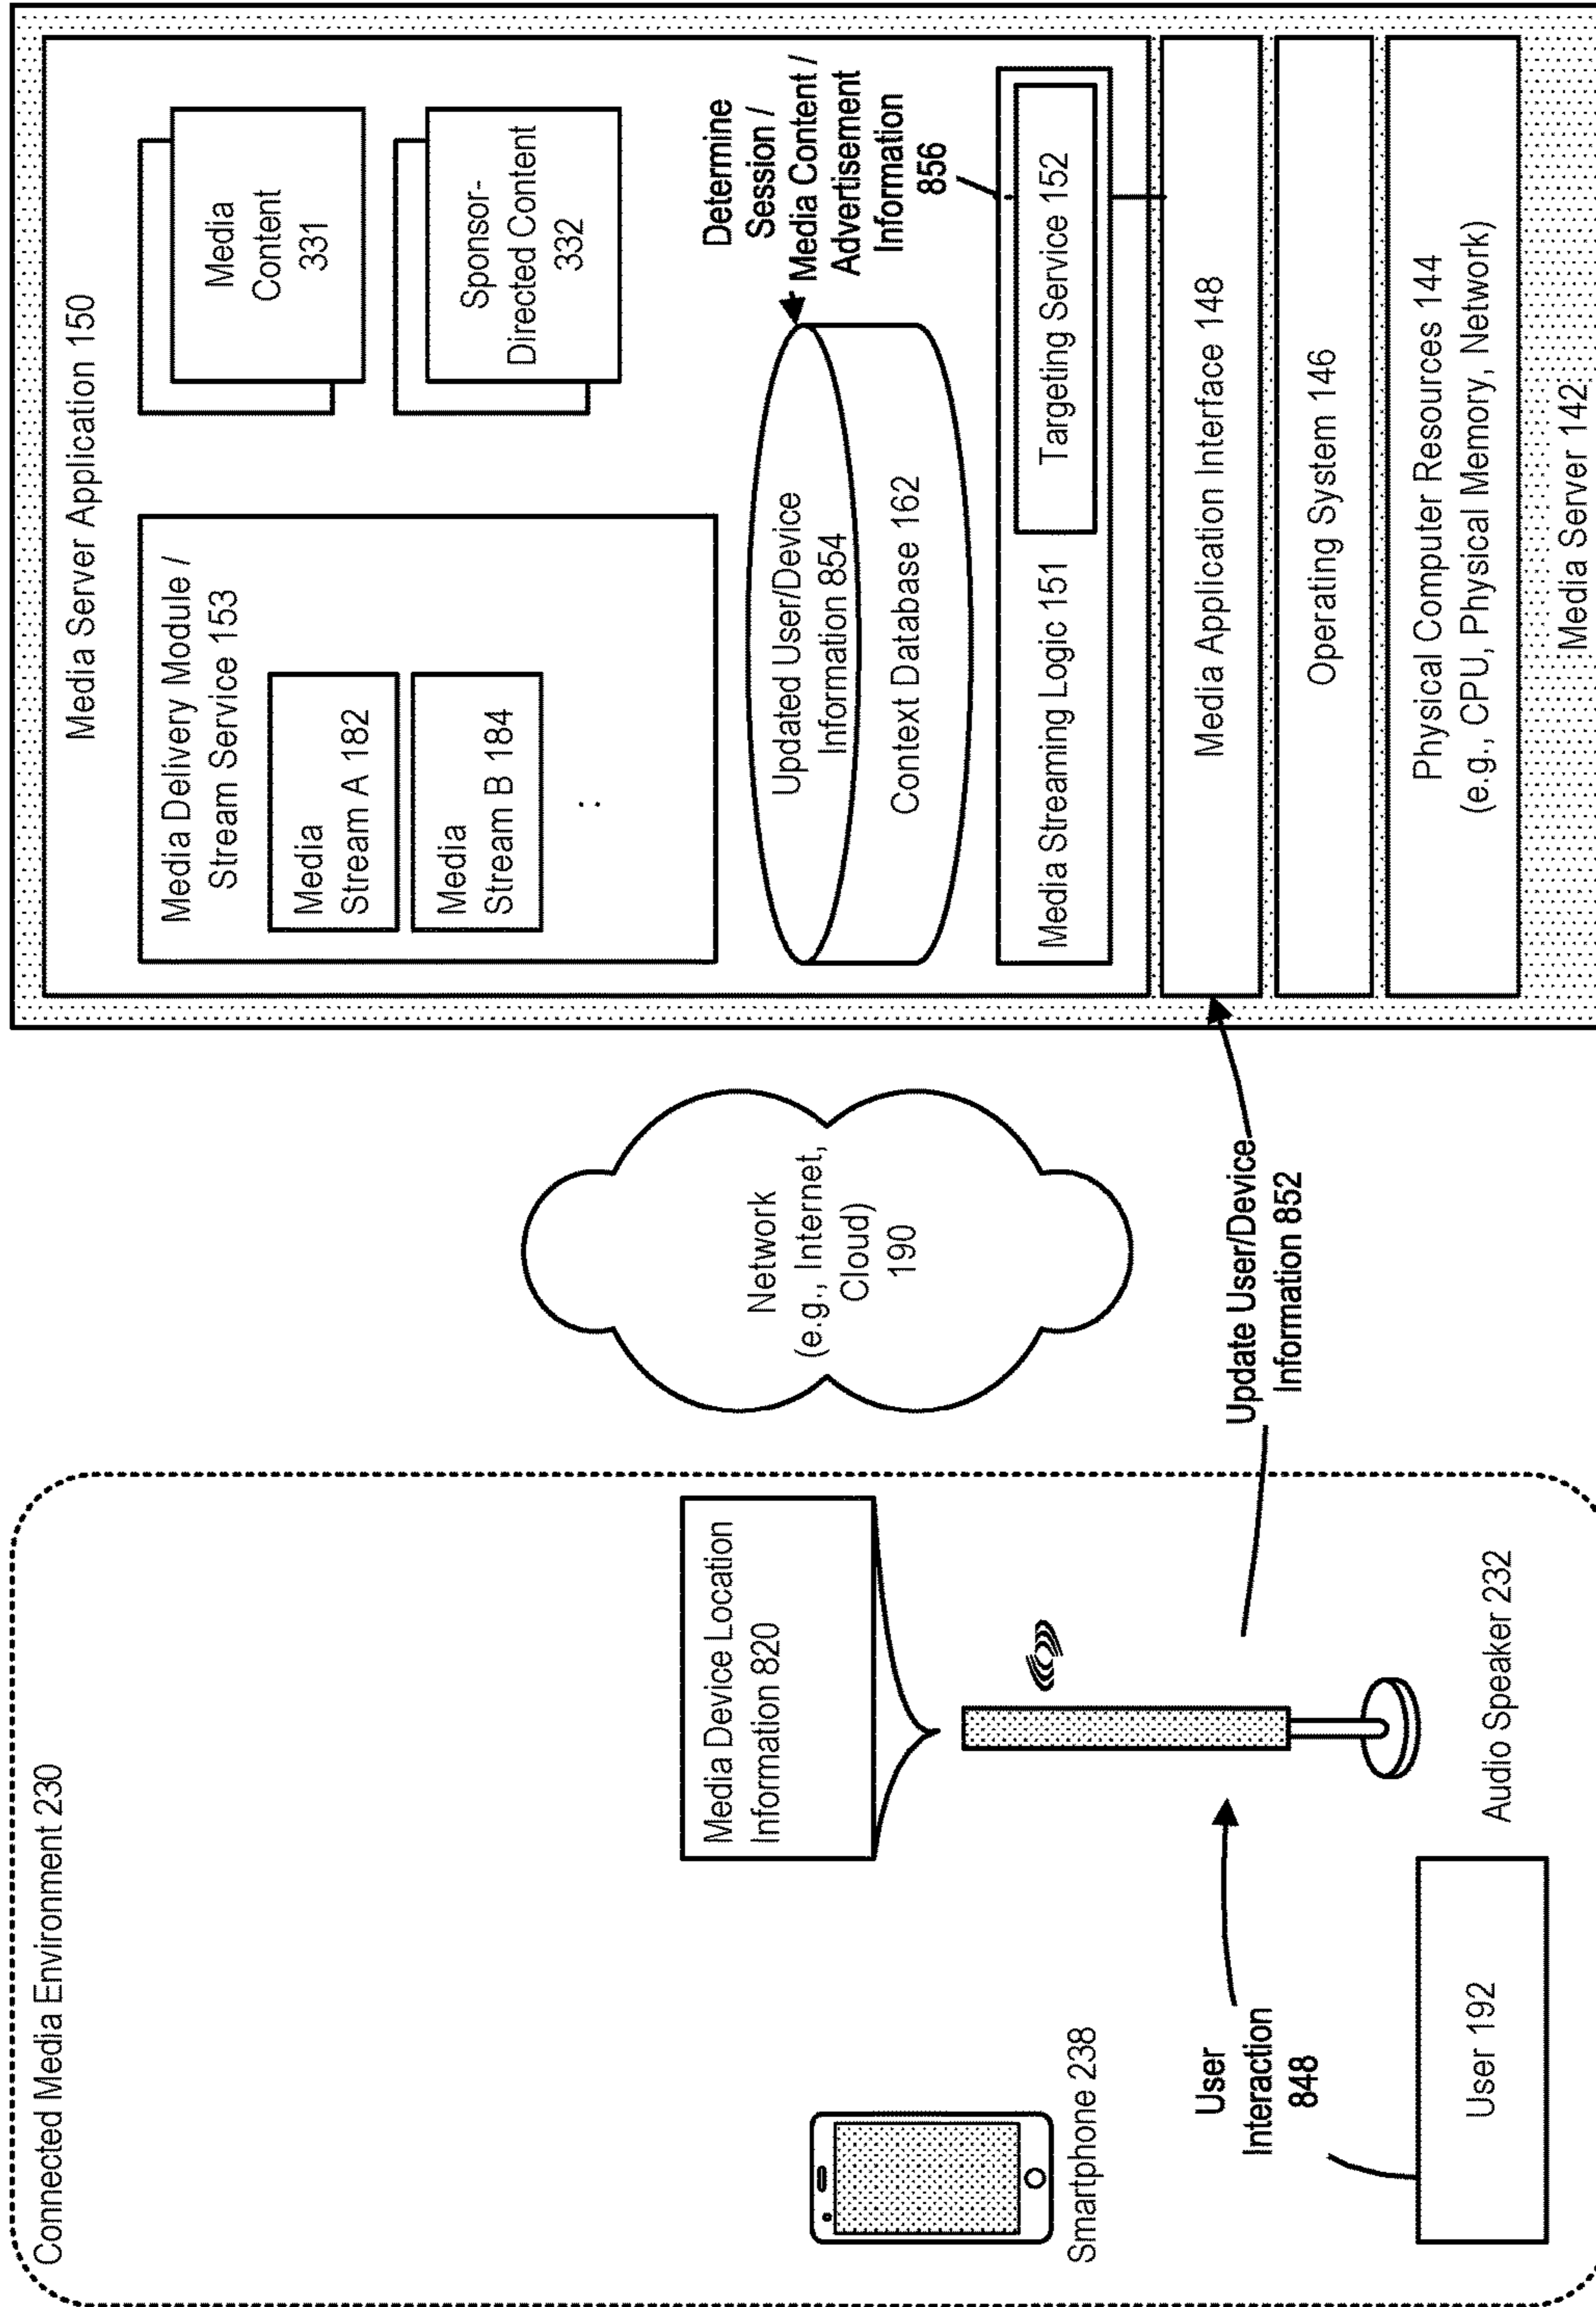 Connected Media Environment 230
Media Device Location
Information 820
Smartphone 238
User
Interaction
848
User 192
Audio Speaker 232
Update User/Device
Information 852
Network
(e.g., Internet,
Cloud)
190
Media Server Application 150
Media Delivery Module /
Stream Service 153
Media
Stream A 182
Media
Stream B 184
:
Media
Content
331
Sponsor-
Directed Content
332
Updated User/Device
Information 854
Context Database 162
Determine
Session /
Media Content /
Advertisement
Information
856
Media Streaming Logic 151
Targeting Service 152
Media Application Interface 148
Operating System 146
Physical Computer Resources 144
(e.g., CPU, Physical Memory, Network)
Media Server 142